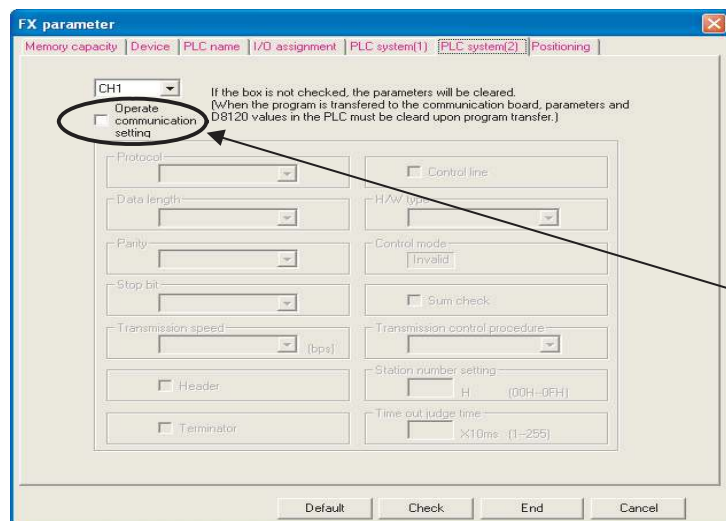 FX parameter
Memory capacity Device PLC name I/O assignment PLC system(1) PLC system(2) Positioning
CH1
If the box is not checked, the parameters will be cleared.
(When the program is transfered to the communication board, parameters and
D8120 values in the PLC must be cleard upon program transfer.)
Operate
communication
setting
Protocol
Control line
Data length
H/W type
Parity
Control mode
Invalid
Stop bit
Sum check
Transmission speed
(bps)
Transmission control procedure
Header
Station number setting
H (00H--0FH)
Terminator
Time out judge time
X10ms (1--255)
Default Check End Cancel